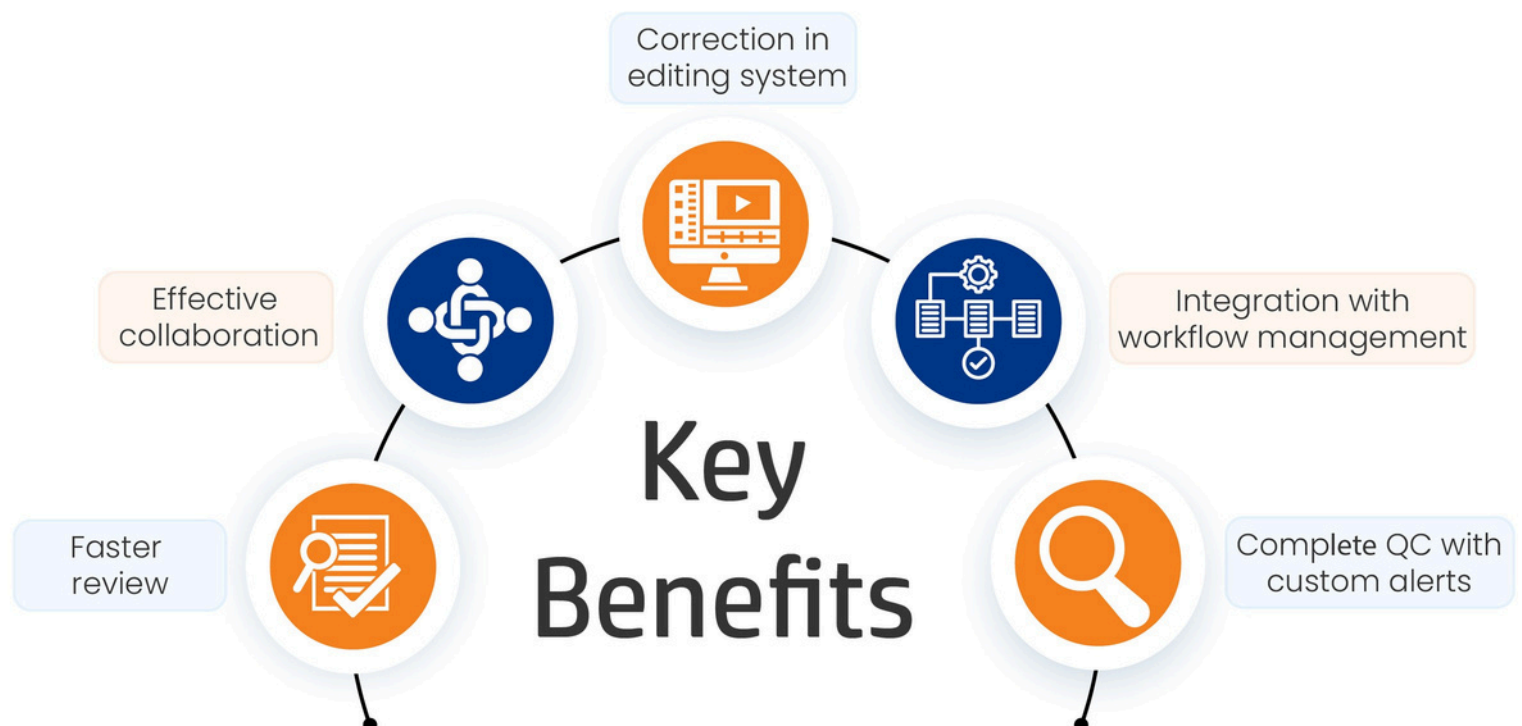 Correction in
editing system
Effective
collaboration
Integration with
workflow management
Key
Benefits
Faster
review
Complete QC with
custom alerts